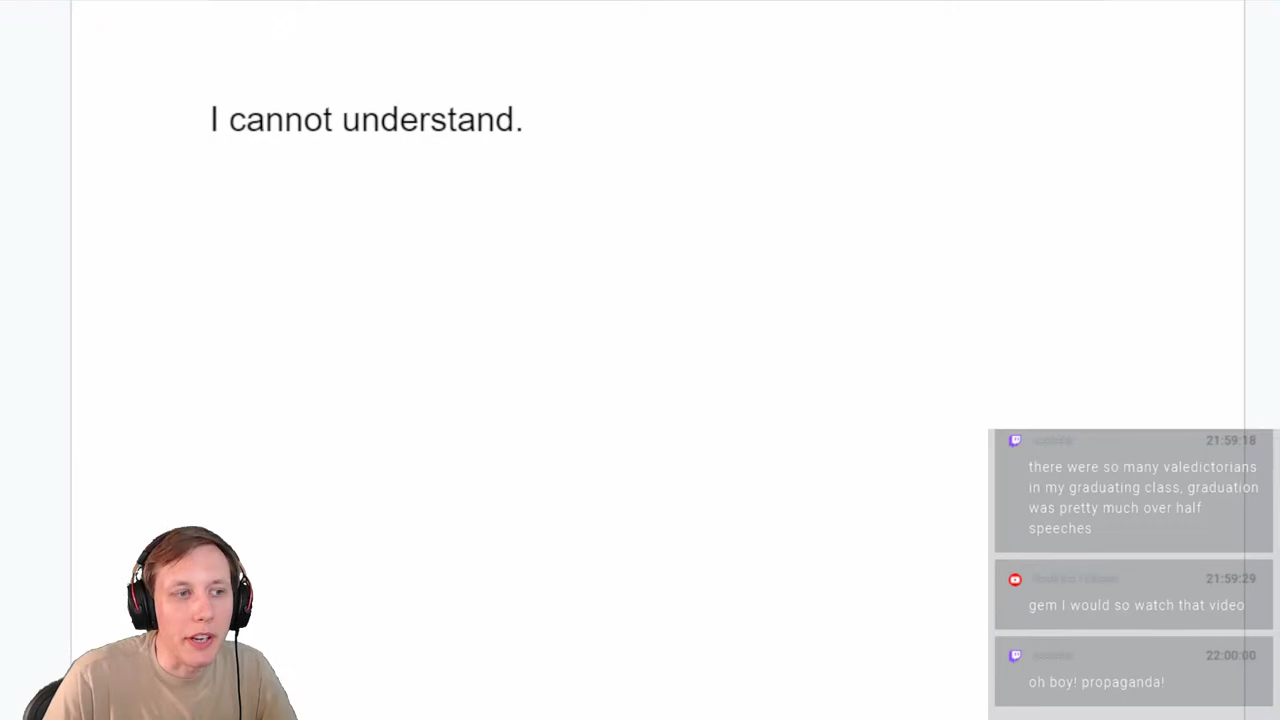 I cannot understand.
21:59:18
there were so many valedictorians
in my graduating class, graduation
was pretty much over half
speeches
21:59:29
gem I would so watch that video
22:00:00
oh boy! propaganda!